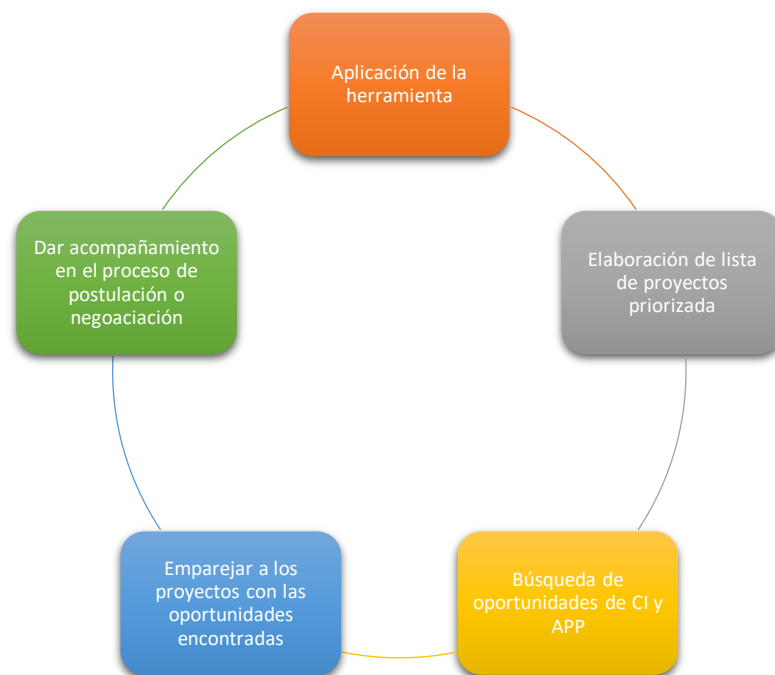 Aplicación de la
herramienta
Elaboración de lista
de proyectos
priorizada
Búsqueda de
oportunidades de CI y
APP
Emparejar a los
proyectos con las
oportunidades
encontradas
Dar acompañamiento
en el proceso de
postulación o
negoaciación